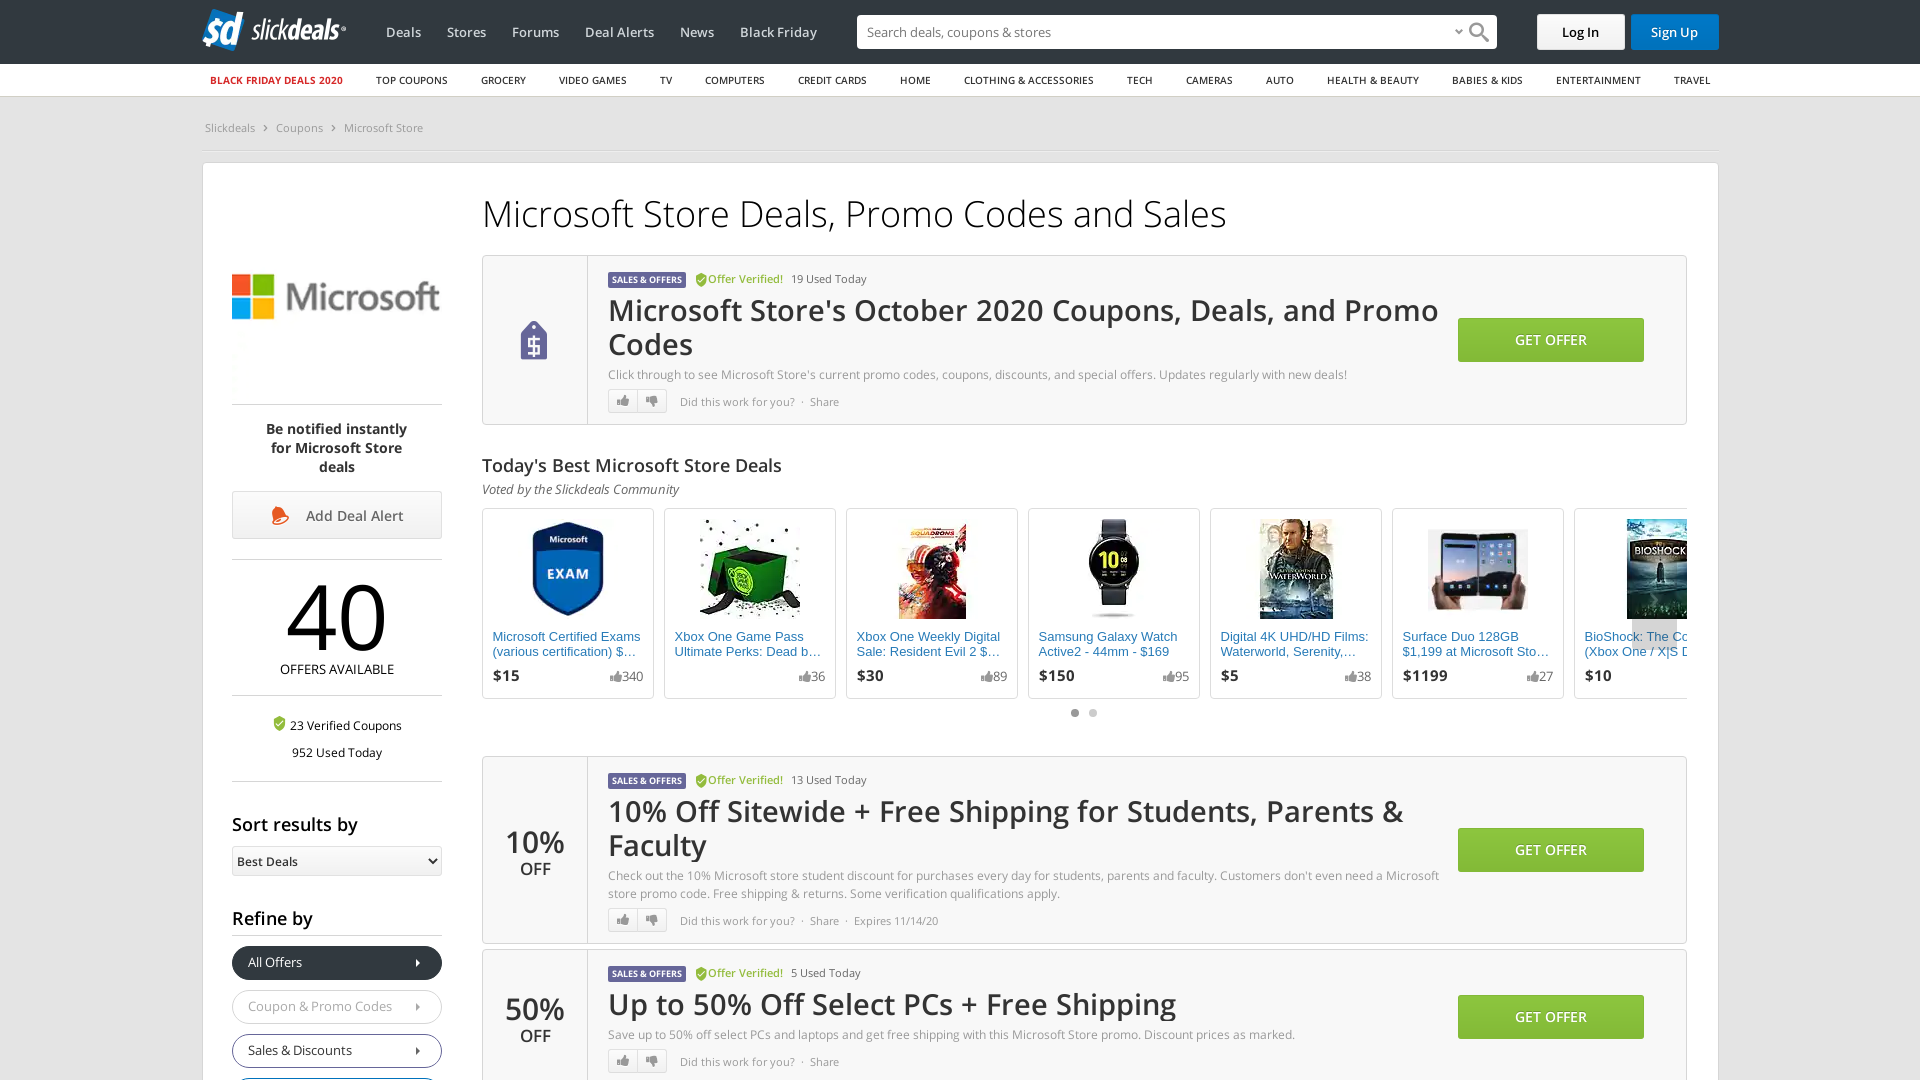 sd slickdeals
Deals
Stores
Forums
Deal Alerts
News
Black Friday
Search deals, coupons & stores
Log In
Sign Up
BLACK FRIDAY DEALS 2020
TOP COUPONS
GROCERY
VIDEO GAMES
TV
COMPUTERS
CREDIT CARDS
HOME
CLOTHING & ACCESSORIES
TECH
CAMERAS
AUTO
HEALTH & BEAUTY
BABIES & KIDS
ENTERTAINMENT
TRAVEL
Slickdeals
Coupons
Microsoft Store
Microsoft
Be notified instantly
for Microsoft Store
deals
Add Deal Alert
40
OFFERS AVAILABLE
23 Verified Coupons
952 Used Today
Sort results by
Best Deals
Refine by
All Offers
Coupon & Promo Codes
Sales & Discounts
Microsoft Store Deals, Promo Codes and Sales
SALES & OFFERS Offer Verified! 19 Used Today
Microsoft Store's October 2020 Coupons, Deals, and Promo
Codes
Click through to see Microsoft Store's current promo codes, coupons, discounts, and special offers. Updates regularly with new deals!
Did this work for you? · Share
GET OFFER
Today's Best Microsoft Store Deals
Voted by the Slickdeals Community
Microsoft
EXAM
Microsoft Certified Exams
(various certification) $...
$15
340
Xbox One Game Pass
Ultimate Perks: Dead b...
36
SQUADRONS
Xbox One Weekly Digital
Sale: Resident Evil 2 $...
$30
89
10
Samsung Galaxy Watch
Active2 - 44mm - $169
$150
95
WATERWORLD
Digital 4K UHD/HD Films:
Waterworld, Serenity,...
$5
38
Surface Duo 128GB
$1,199 at Microsoft Sto...
$1199
27
BIOSHOCK
BioShock: The Co
(Xbox One / X|S D
$10
10%
OFF
SALES & OFFERS Offer Verified! 13 Used Today
10% Off Sitewide + Free Shipping for Students, Parents &
Faculty
Check out the 10% Microsoft store student discount for purchases every day for students, parents and faculty. Customers don't even need a Microsoft
store promo code. Free shipping & returns. Some verification qualifications apply.
Did this work for you? · Share · Expires 11/14/20
GET OFFER
50%
OFF
SALES & OFFERS Offer Verified! 5 Used Today
Up to 50% Off Select PCs + Free Shipping
Save up to 50% off select PCs and laptops and get free shipping with this Microsoft Store promo. Discount prices as marked.
Did this work for you? · Share
GET OFFER